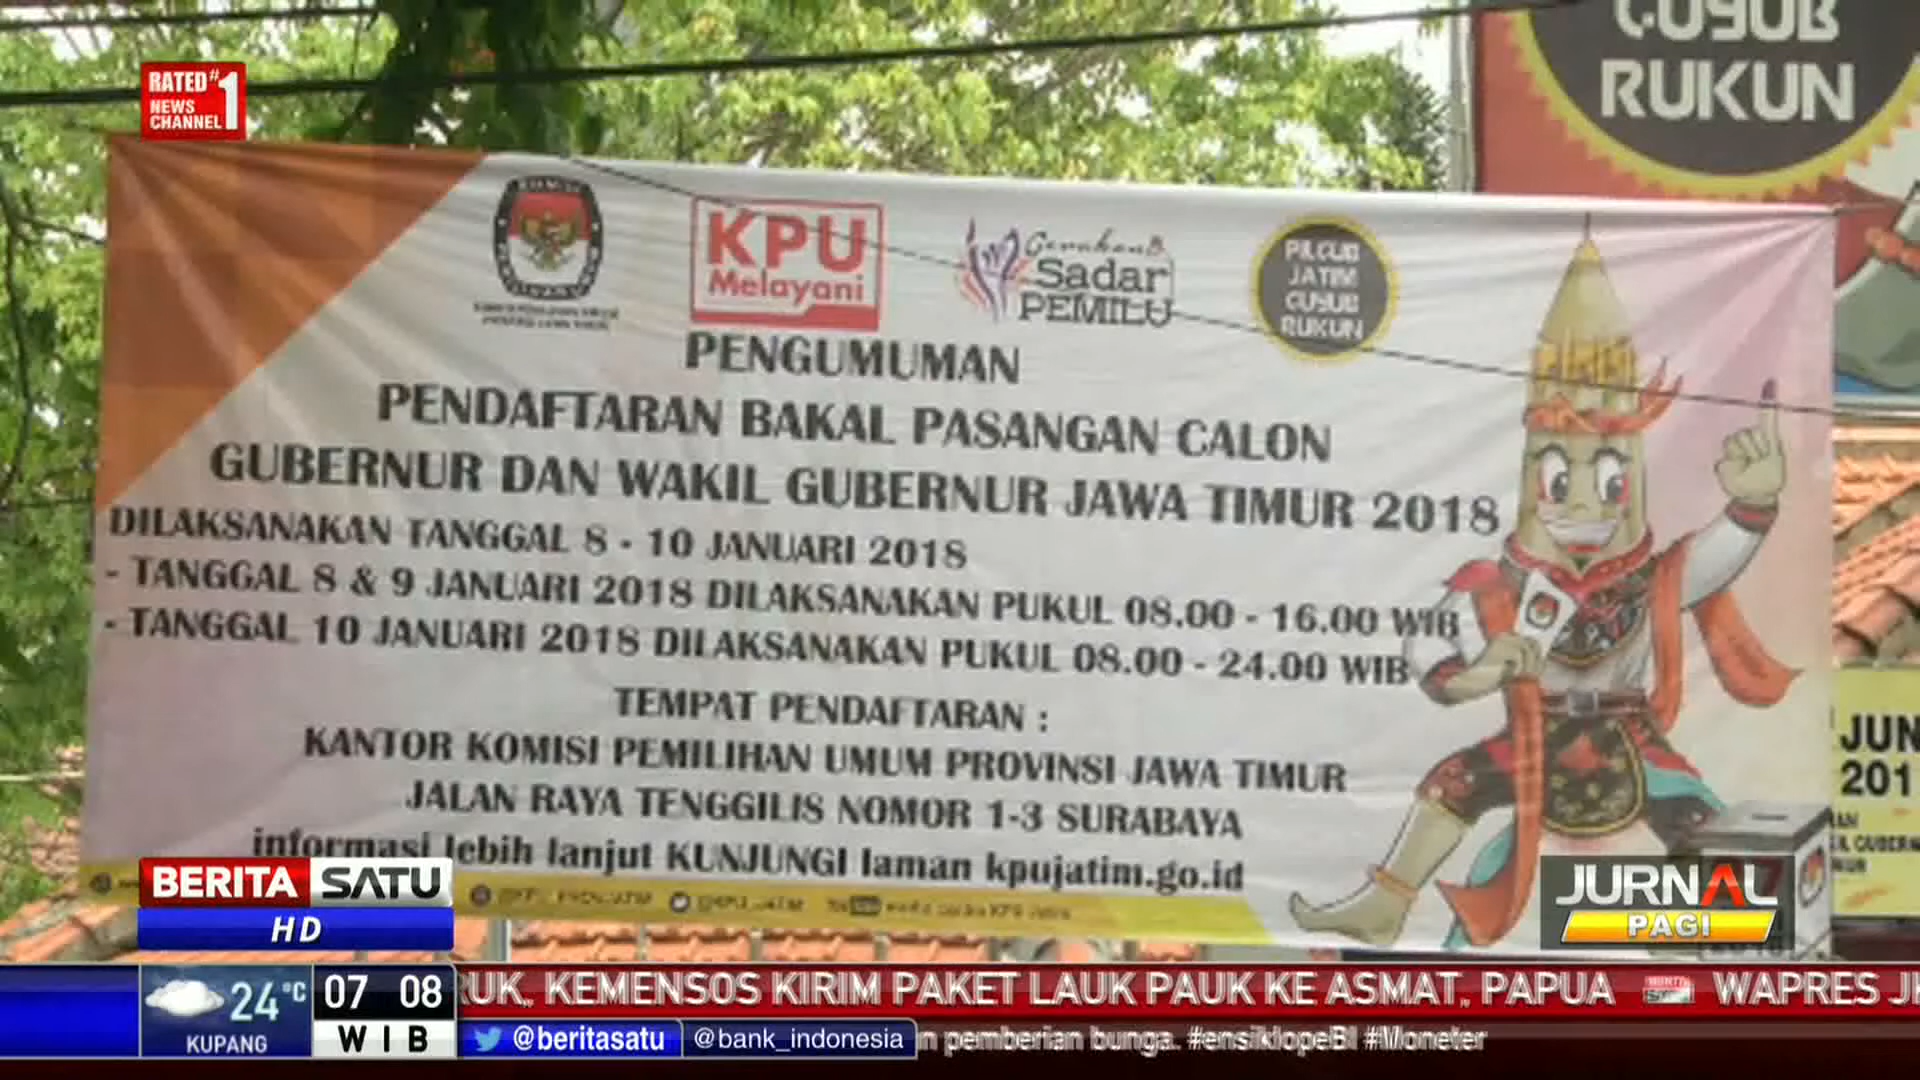 GUYUB
RUKUN
RATED #1
NEWS
CHANNEL
KPU
Melayani
Gerakan
Sadar
PEMILU
PILGUB
JATIM
GUYUB
RUKUN
PENGUMUMAN
PENDAFTARAN BAKAL PASANGAN CALON
GUBERNUR DAN WAKIL GUBERNUR JAWA TIMUR 2018
DILAKSANAKAN TANGGAL 8 - 10 JANUARI 2018
- TANGGAL 8 & 9 JANUARI 2018 DILAKSANAKAN PUKUL 08.00 - 16.00 WIB
- TANGGAL 10 JANUARI 2018 DILAKSANAKAN PUKUL 08.00 - 24.00 WIB
TEMPAT PENDAFTARAN :
KANTOR KOMISI PEMILIHAN UMUM PROVINSI JAWA TIMUR
JALAN RAYA TENGGILIS NOMOR 1-3 SURABAYA
informasi lebih lanjut KUNJUNGI laman kpujatim.go.id
JUN
201
BERITA SATU
HD
JURNAL
PAGI
24°C
KUPANG
07 08
WIB
RUK, KEMENSOS KIRIM PAKET LAUK PAUK KE ASMAT, PAPUA
WAPRES J
@beritasatu
@bank_indonesia
n pemberian bunga. #ensiklopeBI #Moneter